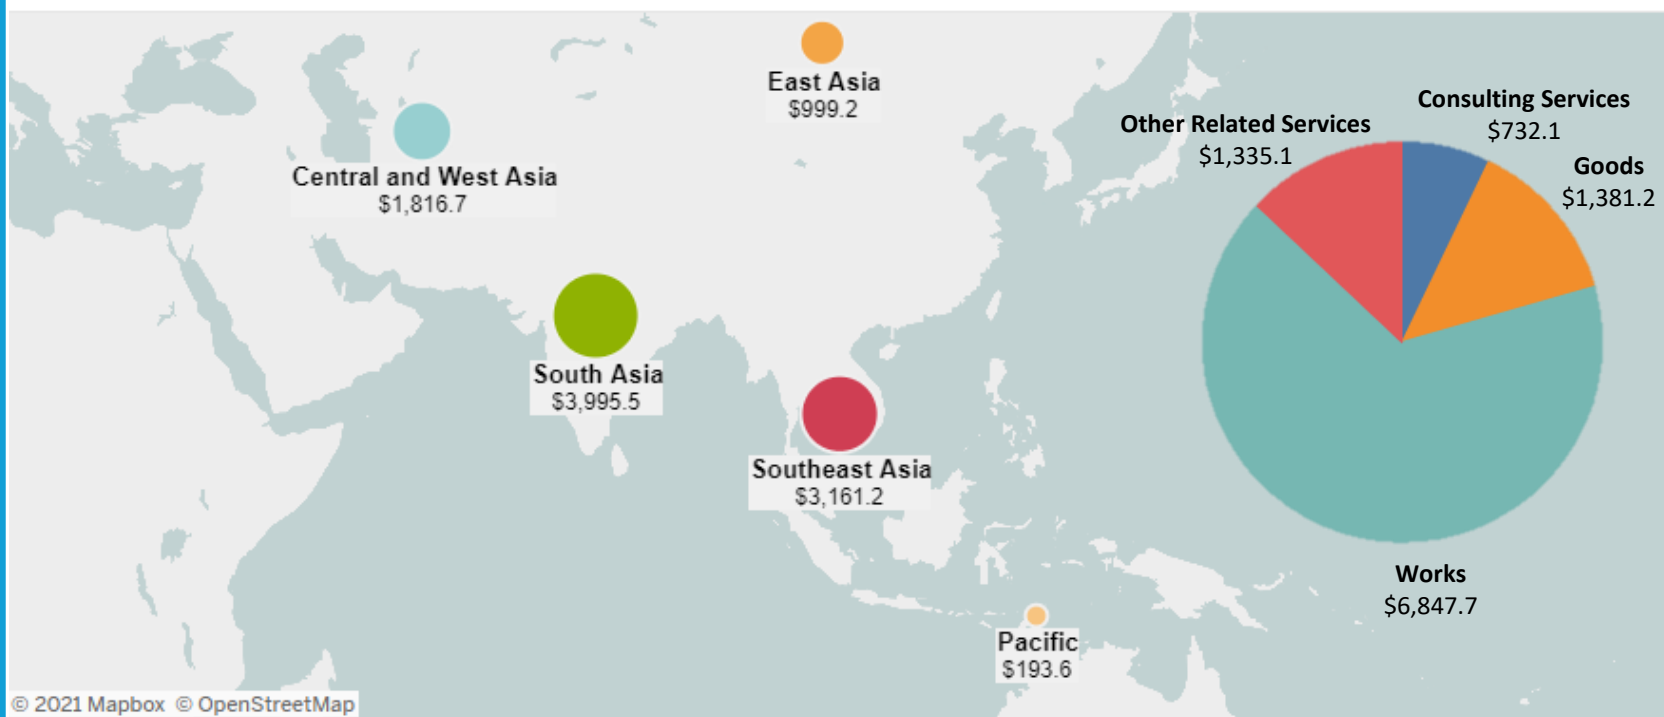 East Asia
$999.2
Central and West Asia
$1,816.7
South Asia
$3,995.5
Southeast Asia
$3,161.2
Pacific
$193.6
Consulting Services
$732.1
Other Related Services
$1,335.1
Goods
$1,381.2
Works
$6,847.7
© 2021 Mapbox © OpenStreetMap